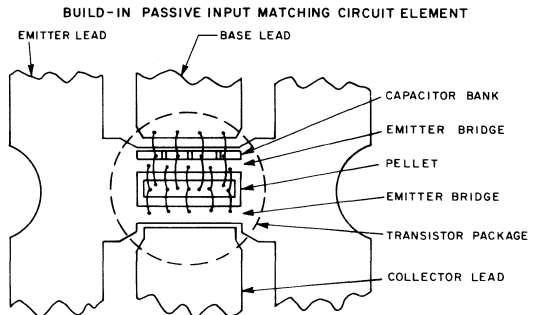 BUILD-IN PASSIVE INPUT MATCHING CIRCUIT ELEMENT
EMITTER LEAD
BASE LEAD
CAPACITOR BANK
EMITTER BRIDGE
PELLET
EMITTER BRIDGE
TRANSISTOR PACKAGE
COLLECTOR LEAD